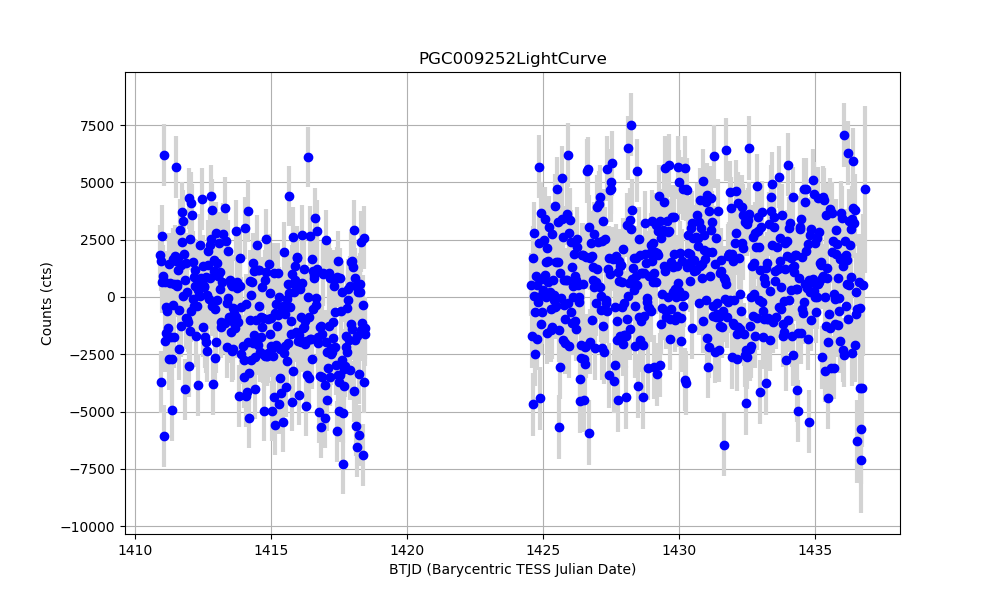 PGC009252LightCurve
7500
5000
2500
0
−2500
−5000
−7500
−10000
Counts (cts)
1410 1415 1420 1425 1430 1435
BTJD (Barycentric TESS Julian Date)